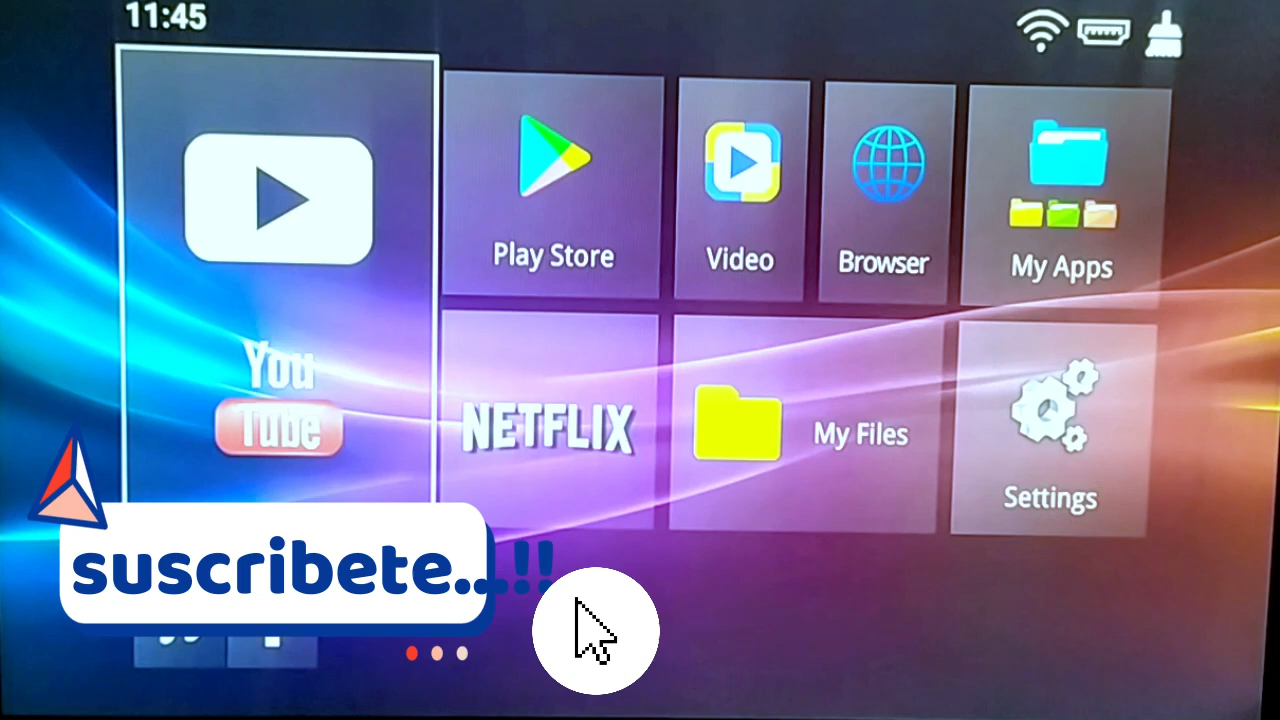 11:45
Play Store
Video
Browser
My Apps
You
Tube
NETFLIX
My Files
Settings
suscribete...!!